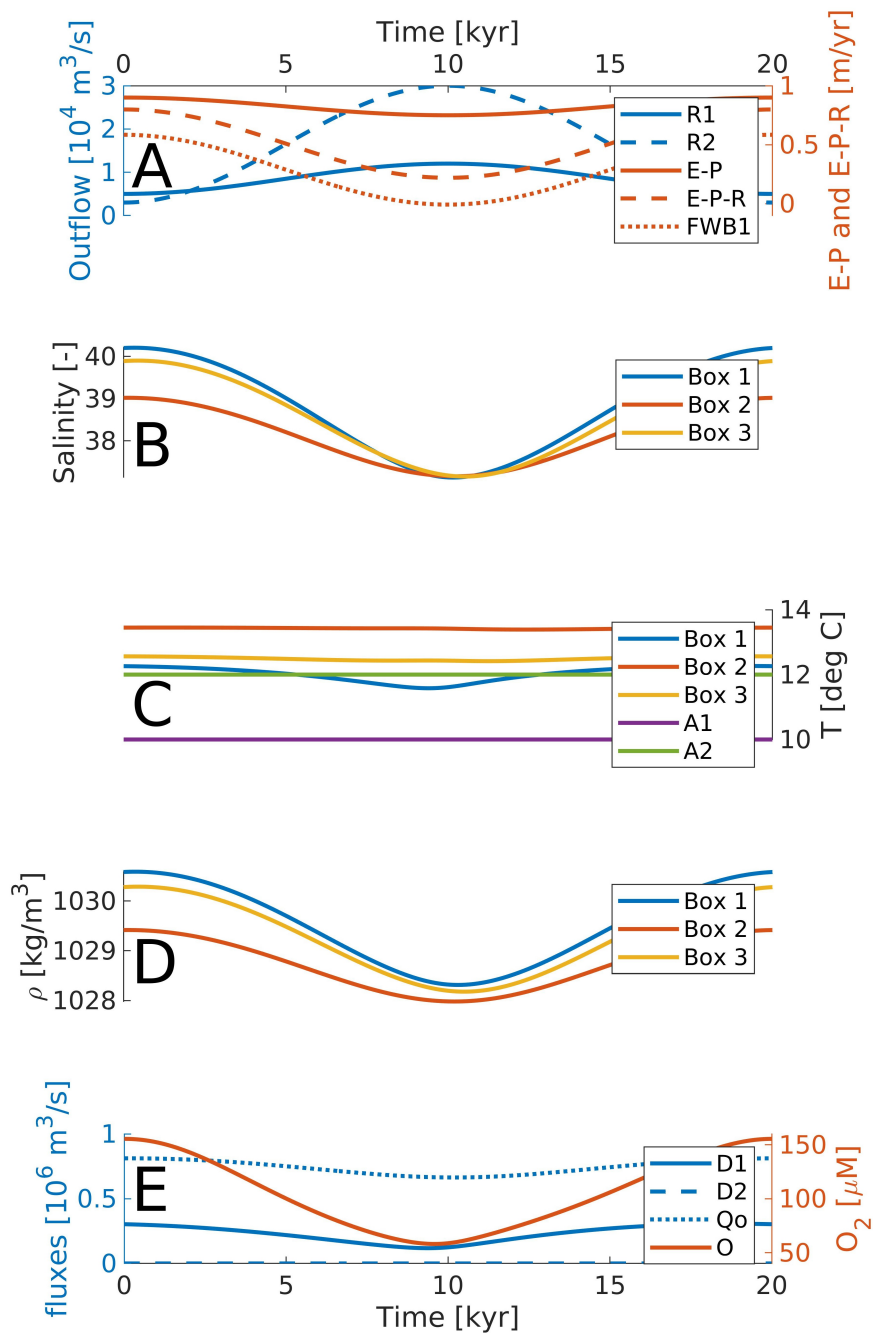 Time [kyr]
0 5 10 15 20
Outflow [10⁴ m³/s]
3
2
1
0
A
R1
R2
E-P
E-P-R
FWB1
1
0.5
0
E-P and E-P-R [m/yr]
Salinity [-]
40
39
38
B
Box 1
Box 2
Box 3
C
Box 1
Box 2
Box 3
A1
A2
14
12
10
T [deg C]
ρ [kg/m³]
1030
1029
1028
D
Box 1
Box 2
Box 3
fluxes [10⁶ m³/s]
1
0.5
0
E
D1
D2
Qo
O
150
100
50
O₂ [μM]
0 5 10 15 20
Time [kyr]